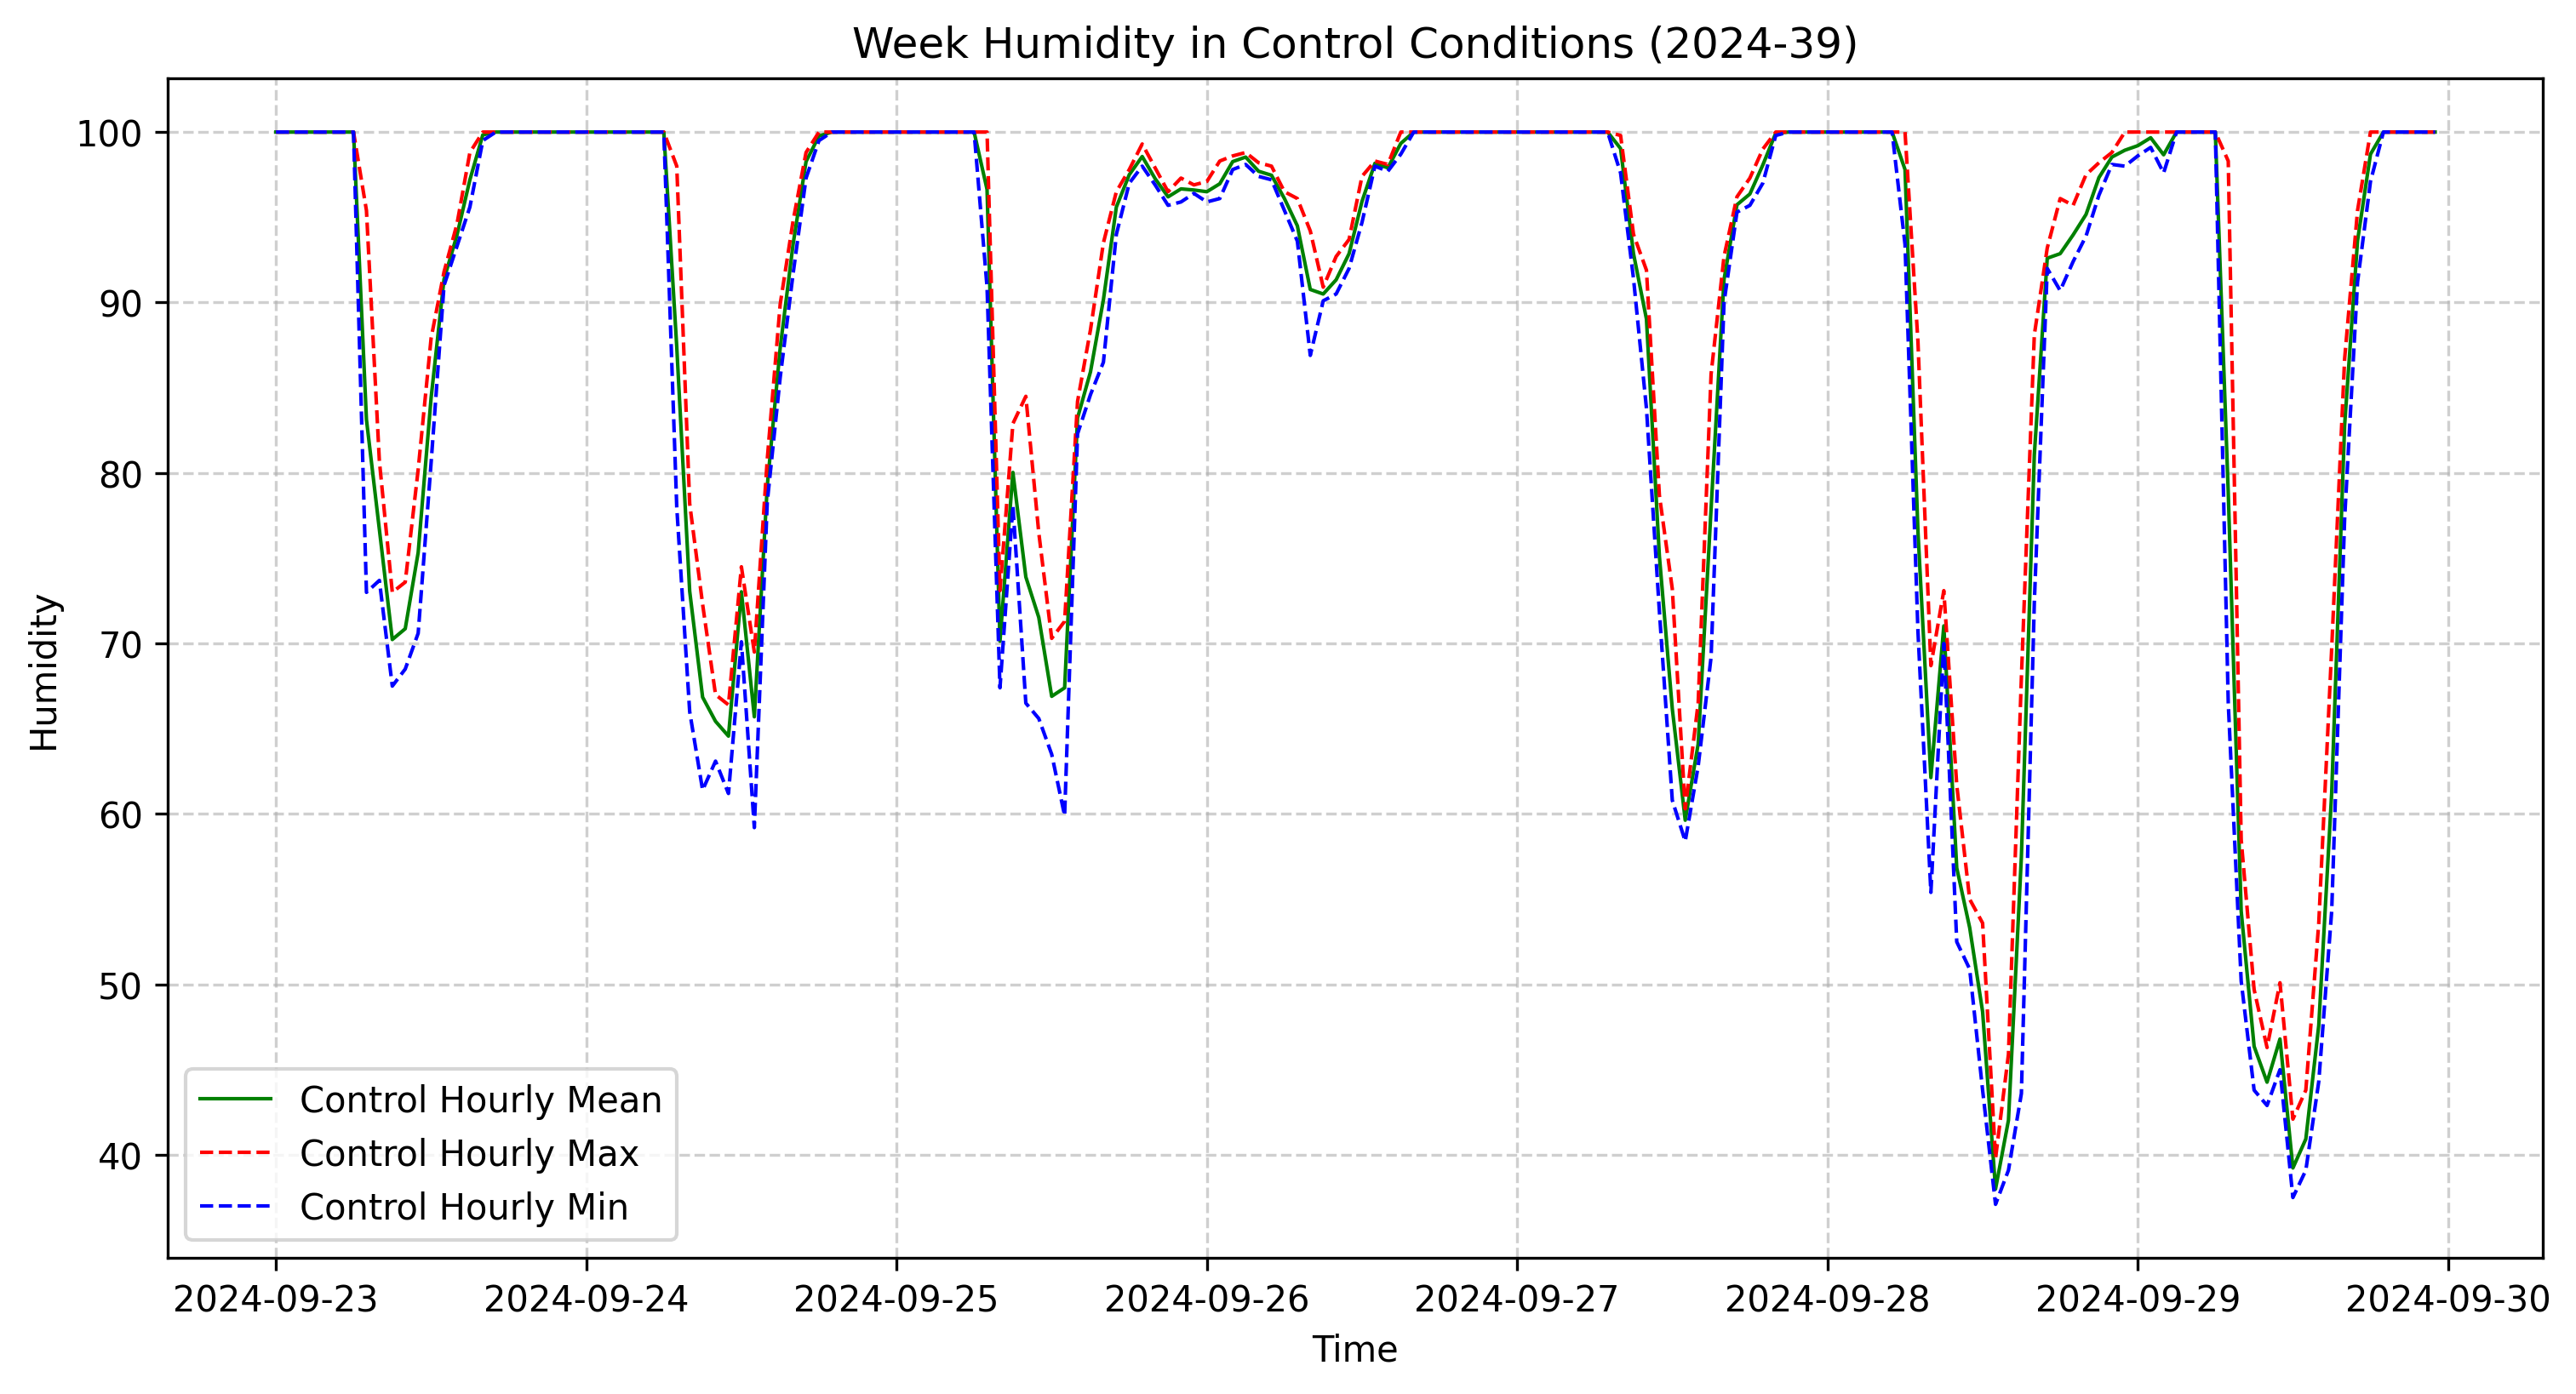 Week Humidity in Control Conditions (2024-39)
100
90
80
70
60
50
40
Humidity
Control Hourly Mean
Control Hourly Max
Control Hourly Min
2024-09-23 2024-09-24 2024-09-25 2024-09-26 2024-09-27 2024-09-28 2024-09-29 2024-09-30
Time